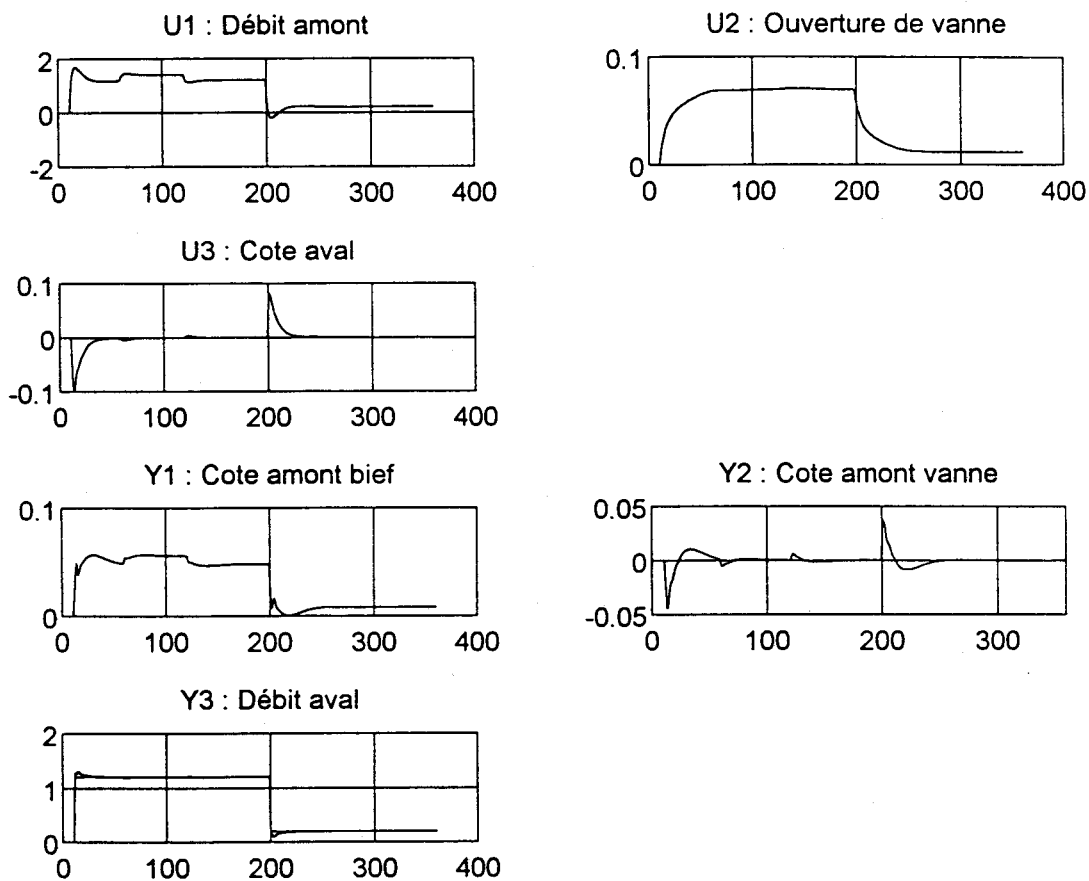 U1 : Débit amont
2
0
-2
0 100 200 300 400
U2 : Ouverture de vanne
0.1
0
0 100 200 300 400
U3 : Cote aval
0.1
0
-0.1
0 100 200 300 400
Y1 : Cote amont bief
0.1
0
0 100 200 300 400
Y2 : Cote amont vanne
0.05
0
-0.05
0 100 200 300
Y3 : Débit aval
2
1
0
0 100 200 300 400